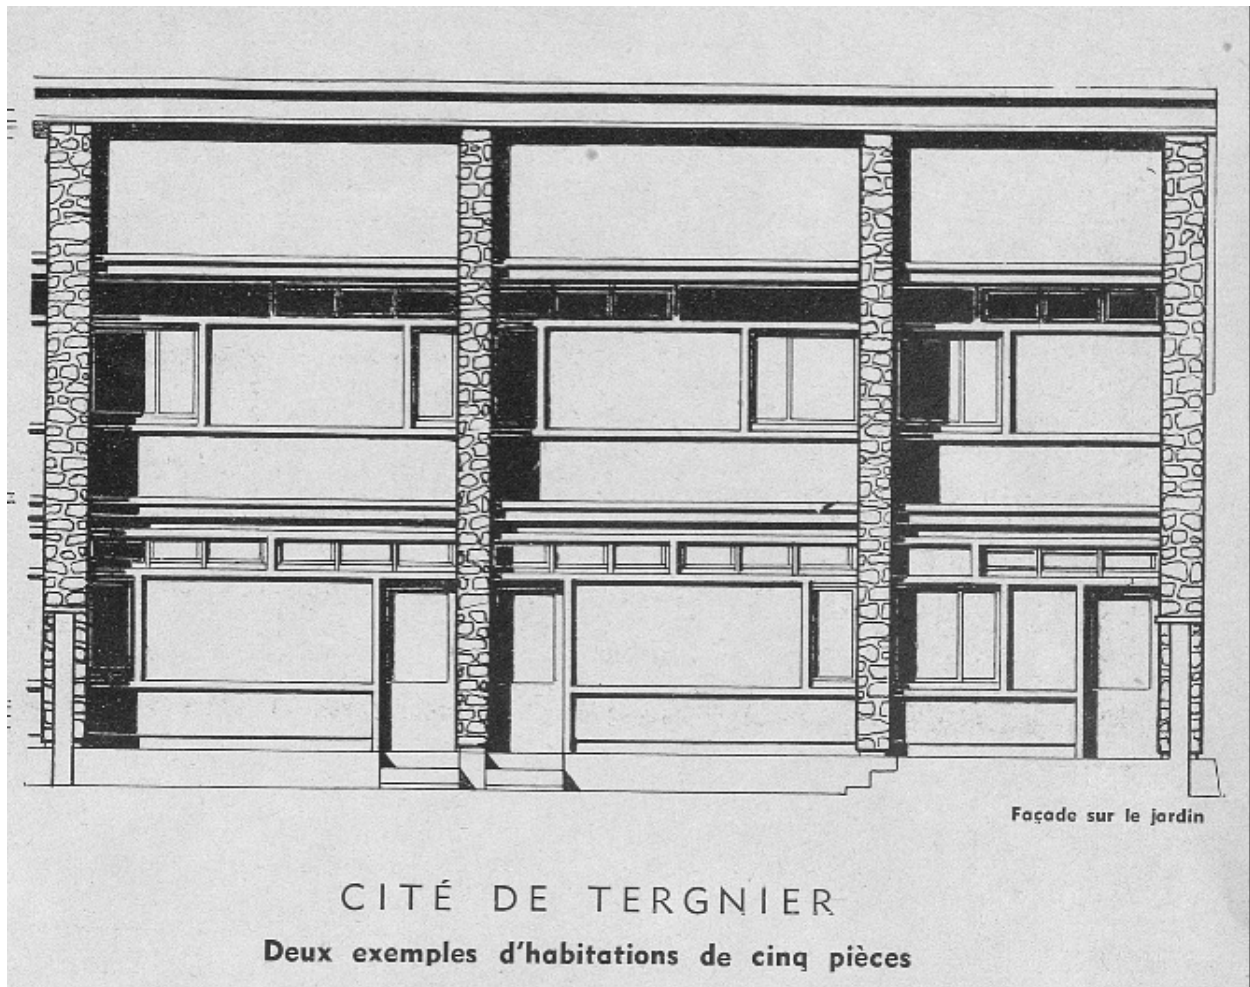 Façade sur le jardin
CITÉ DE TERGNIER
Deux exemples d'habitations de cinq pièces